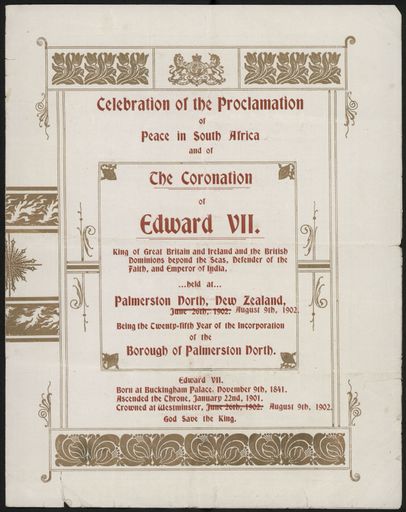 Celebration of the Proclamation
of
Peace in South Africa
and of
The Coronation
of
Edward VII.
King of Great Britain and Ireland and the British
Dominions beyond the Seas, Defender of the
Faith, and Emperor of India,
...held at...
Palmerston North, New Zealand,
June 26th, 1902. August 9th, 1902.
Being the Twenty-fifth Year of the Incorporation
of the
Borough of Palmerston North.
Edward VII.
Born at Buckingham Palace, November 9th, 1841.
Ascended the Throne, January 22nd, 1901.
Crowned at Westminster, June 26th, 1902. August 9th, 1902.
God Save the King.